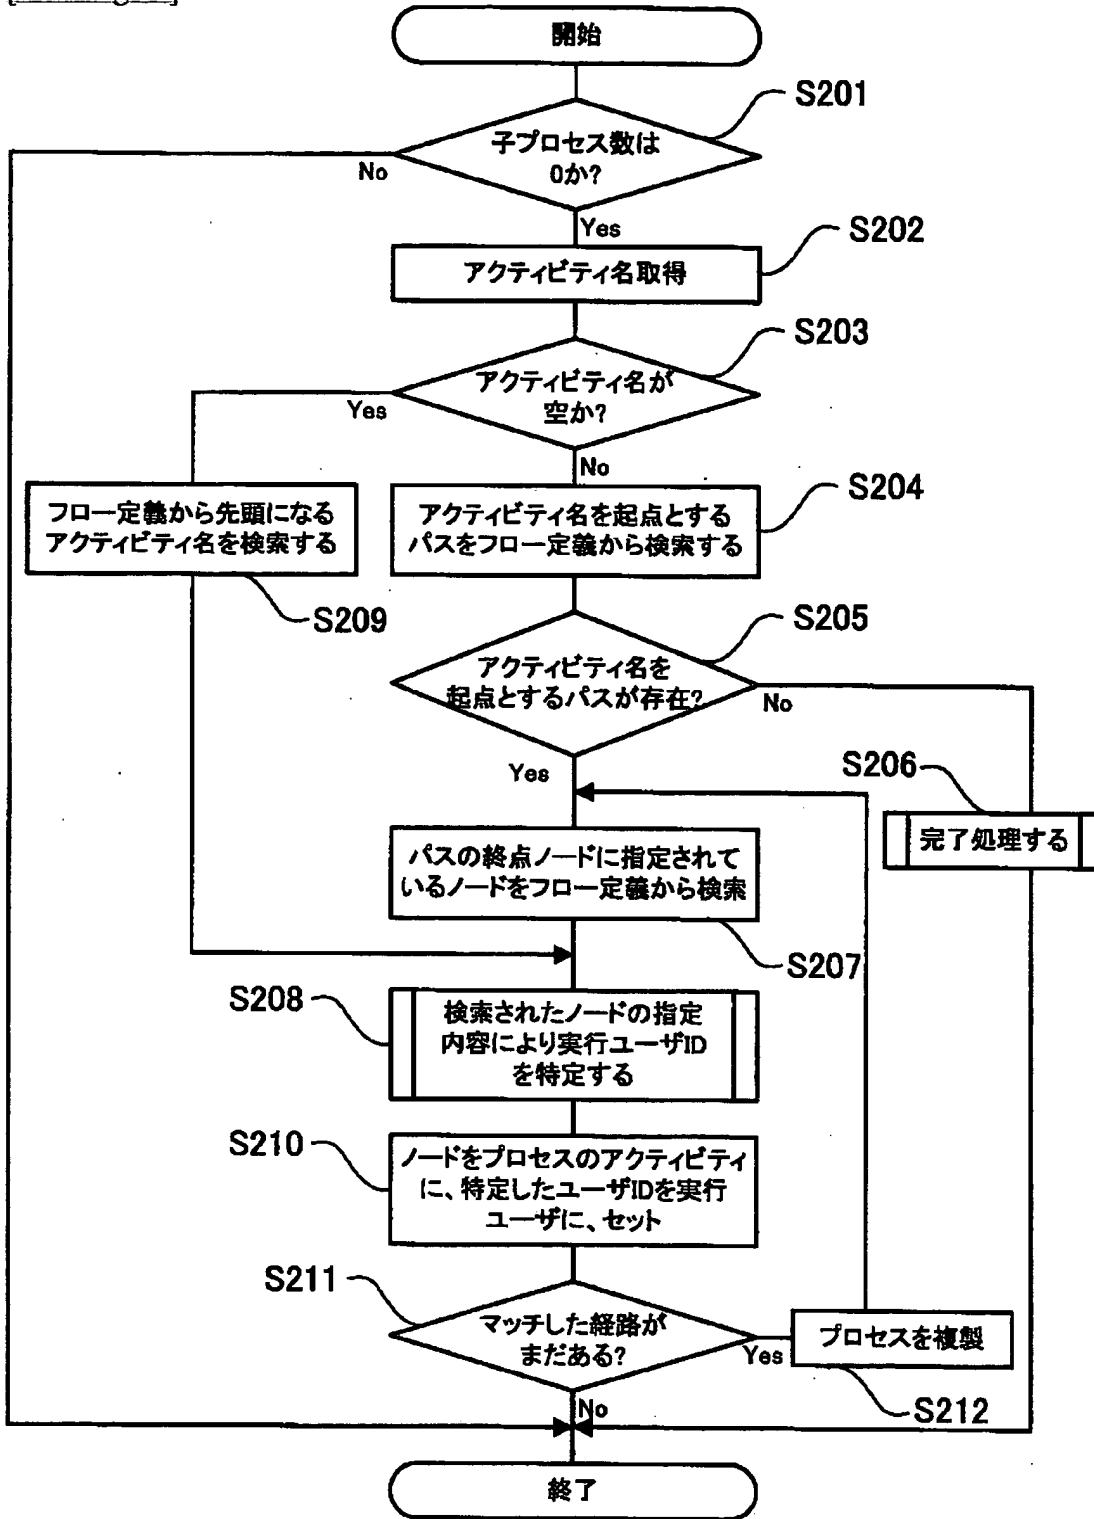 開始
S201
子プロセス数は
0か?
No
Yes
S202
アクティビティ名取得
S203
アクティビティ名が
空か?
Yes
No
S204
フロー定義から先頭になる
アクティビティ名を検索する
アクティビティ名を起点とする
パスをフロー定義から検索する
S209
S205
アクティビティ名を
起点とするパスが存在?
No
Yes
S206
完了処理する
パスの終点ノードに指定されて
いるノードをフロー定義から検索
S207
S208
検索されたノードの指定
内容により実行ユーザID
を特定する
S210
ノードをプロセスのアクティビティ
に、特定したユーザIDを実行
ユーザに、セット
S211
マッチした経路が
まだある?
Yes
プロセスを複製
No
S212
終了